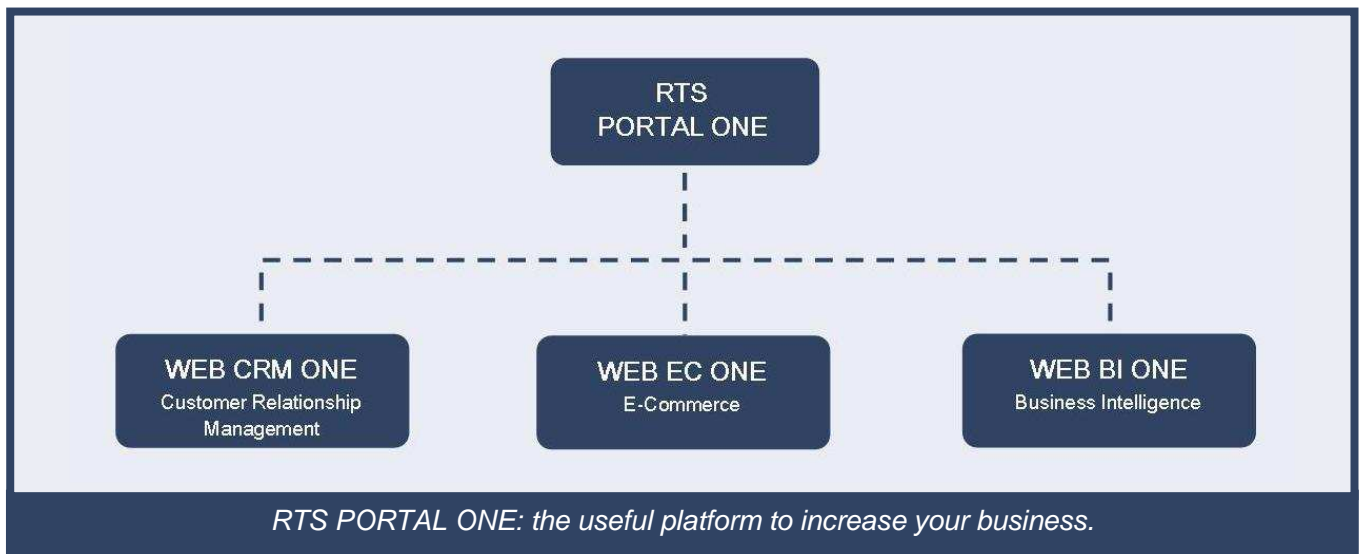 RTS
PORTAL ONE
WEB CRM ONE
Customer Relationship
Management
WEB EC ONE
E-Commerce
WEB BI ONE
Business Intelligence
RTS PORTAL ONE: the useful platform to increase your business.